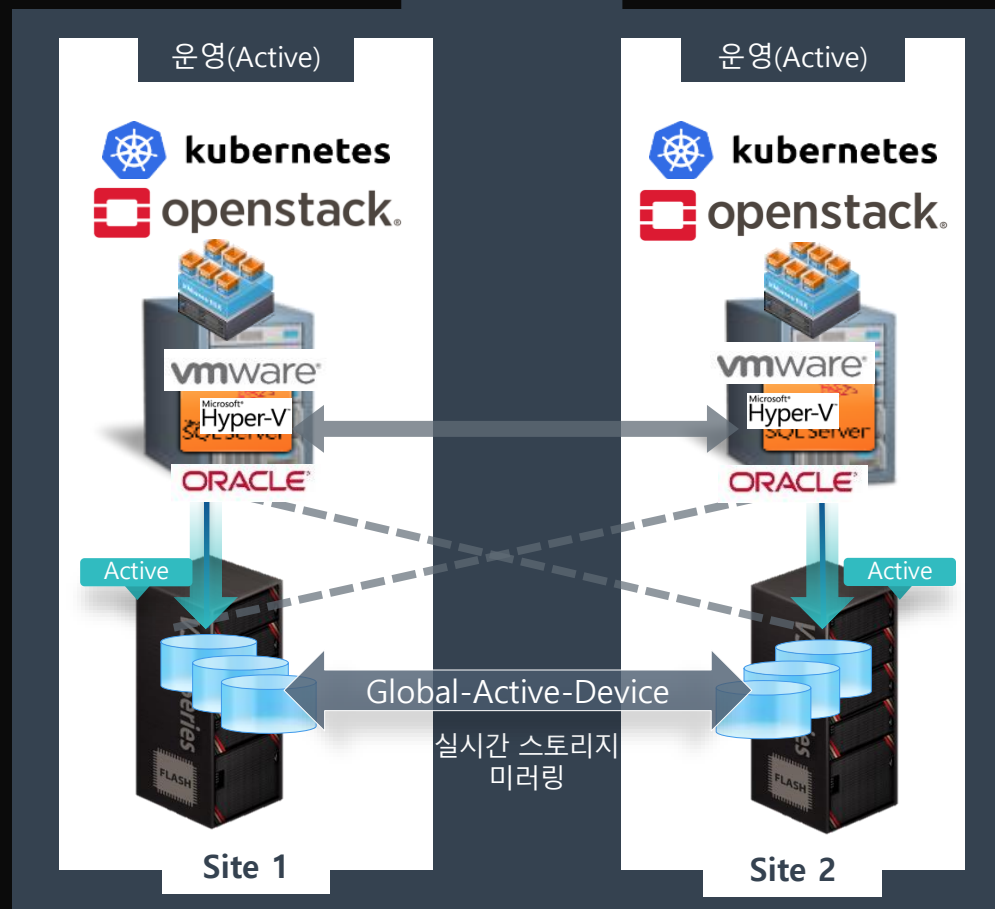 운영(Active)
kubernetes
openstack.
vmware
Microsoft
Hyper-V
SQL Server
ORACLE
Active
FLASH
Site 1
운영(Active)
kubernetes
openstack.
vmware
Microsoft
Hyper-V
SQL Server
ORACLE
Active
FLASH
Site 2
Global-Active-Device
실시간 스토리지
미러링